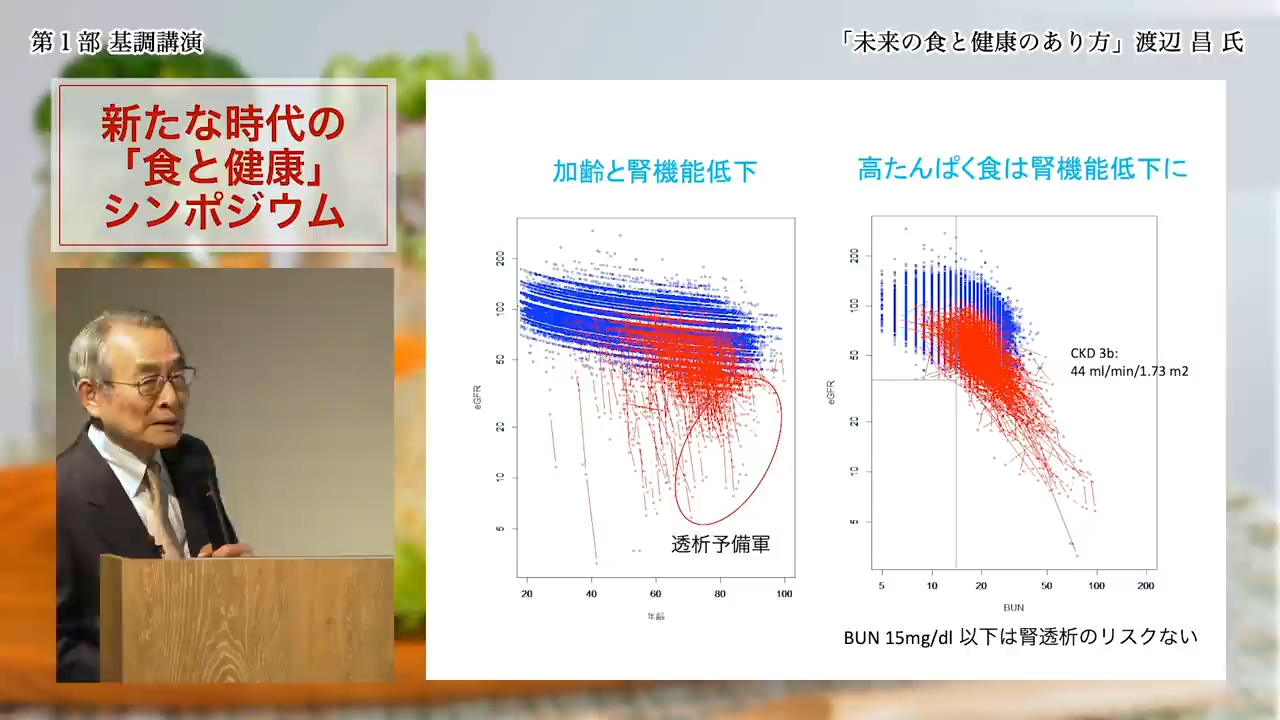 第1部 基調講演
「未来の食と健康のあり方」渡辺 昌 氏
新たな時代の
「食と健康」
シンポジウム
加齢と腎機能低下
高たんぱく食は腎機能低下に
200
100
50
20
10
5
eGFR
20 40 60 80 100
年齢
透析予備軍
200
100
50
20
10
5
eGFR
CKD 3b:
44 ml/min/1.73 m2
5 10 20 50 100 200
BUN
BUN 15mg/dl 以下は腎透析のリスクない